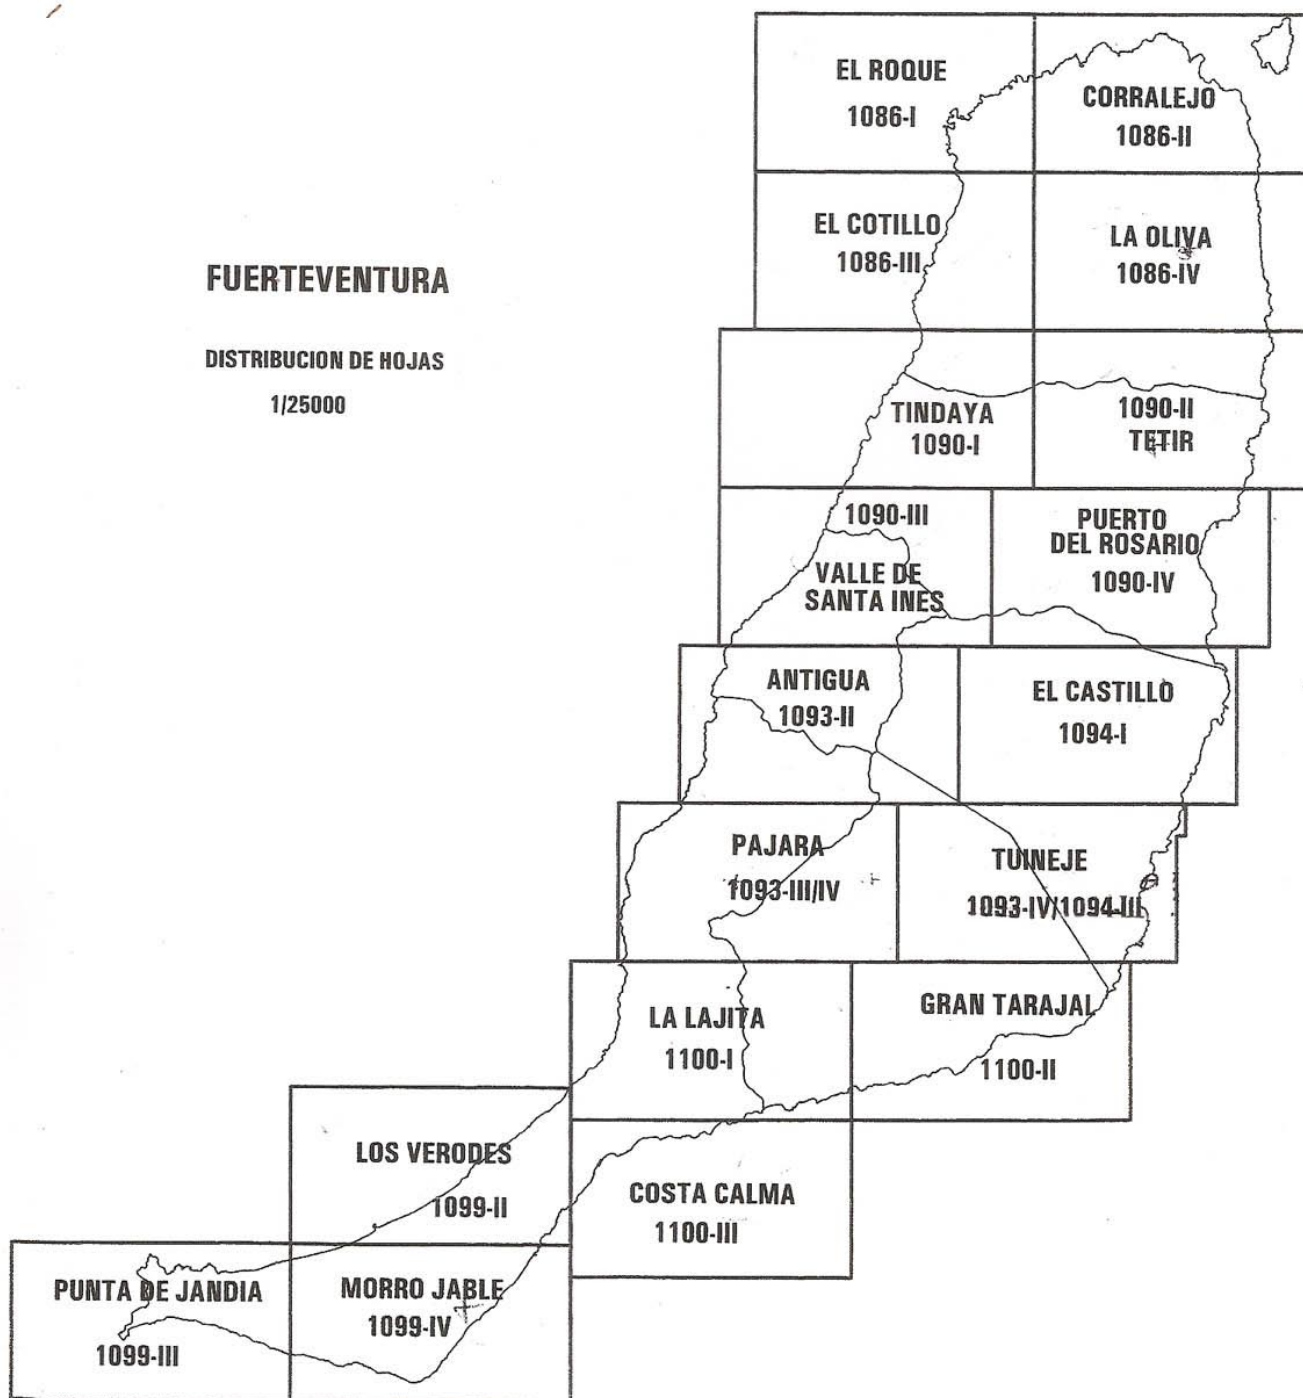 EL ROQUE
1086-I
CORRALEJO
1086-II
EL COTILLO
1086-III
LA OLIVA
1086-IV
FUERTEVENTURA
DISTRIBUCION DE HOJAS
1/25000
TINDAYA
1090-I
1090-II
TETIR
1090-III
VALLE DE
SANTA INES
PUERTO
DEL ROSARIO
1090-IV
ANTIGUA
1093-II
EL CASTILLO
1094-I
PAJARA
1093-III/IV
TUINEJE
1093-IV/1094-III
LA LAJITA
1100-I
GRAN TARAJAL
1100-II
LOS VERODES
1099-II
COSTA CALMA
1100-III
PUNTA DE JANDIA
1099-III
MORRO JABLE
1099-IV